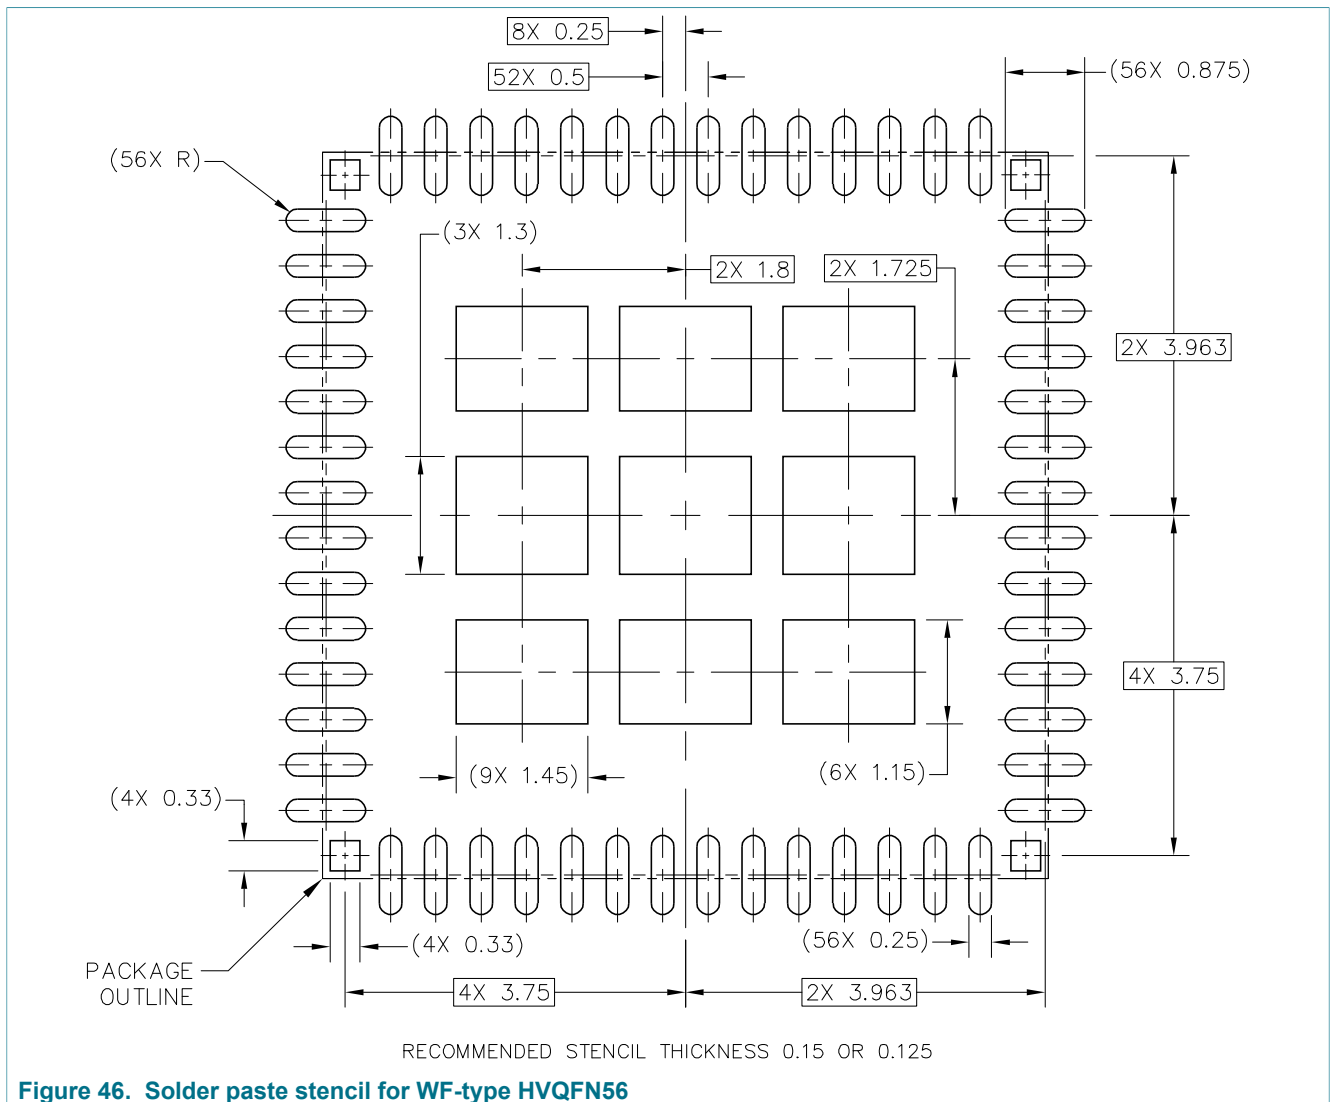 8X 0.25
52X 0.5
(56X 0.875)
(56X R)
(3X 1.3)
2X 1.8
2X 1.725
2X 3.963
4X 3.75
(9X 1.45)
(6X 1.15)
(4X 0.33)
(4X 0.33)
(56X 0.25)
PACKAGE
OUTLINE
4X 3.75
2X 3.963
RECOMMENDED STENCIL THICKNESS 0.15 OR 0.125
Figure 46. Solder paste stencil for WF-type HVQFN56